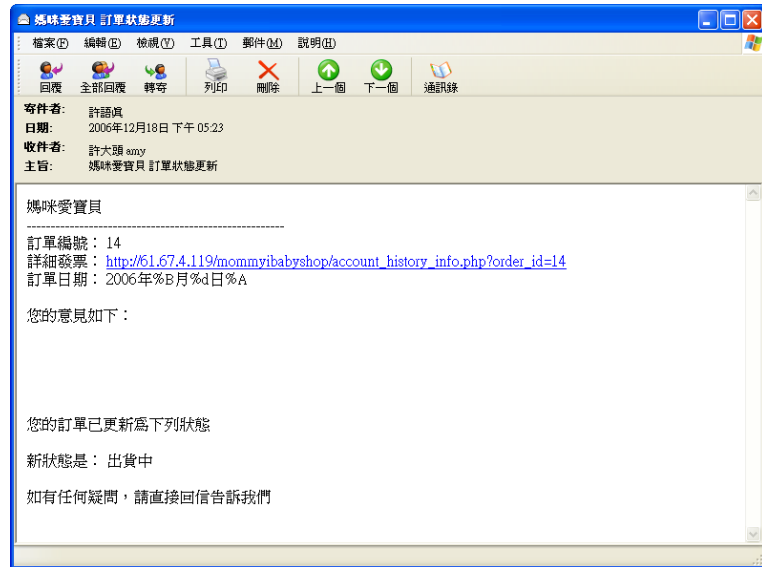 媽咪愛寶貝 訂單狀態更新
檔案(F) 編輯(E) 檢視(V) 工具(T) 郵件(M) 說明(H)
回覆 全部回覆 轉寄 列印 刪除 上一個 下一個 通訊錄
寄件者: 許語眞
日期: 2006年12月18日 下午 05:23
收件者: 許大頭 amy
主旨: 媽咪愛寶貝 訂單狀態更新
媽咪愛寶貝
------------------------------------------------------
訂單編號： 14
詳細發票： http://61.67.4.119/mommyibabyshop/account_history_info.php?order_id=14
訂單日期： 2006年%B月%d日%A
您的意見如下：
您的訂單已更新為下列狀態
新狀態是： 出貨中
如有任何疑問，請直接回信告訴我們